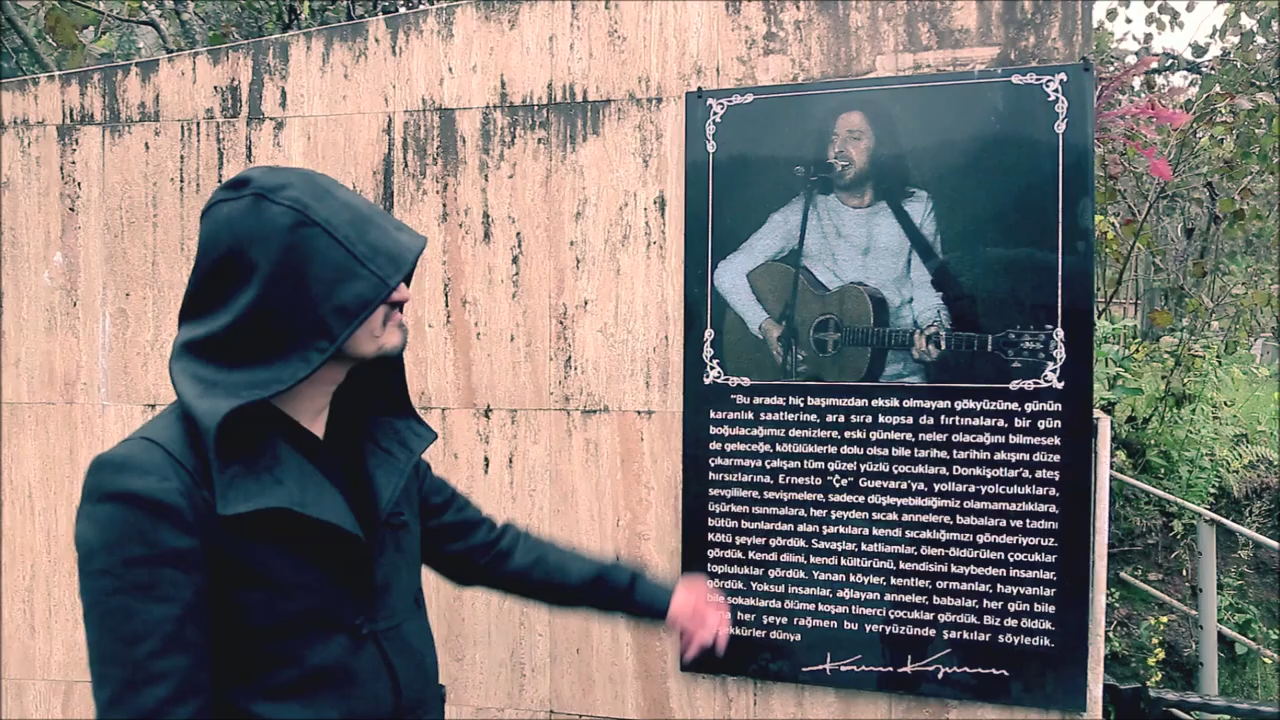 "Bu arada; hiç başımızdan eksik olmayan gökyüzüne, günün
karanlık saatlerine, ara sıra kopsa da fırtınalara, bir gün
boğulacağımız denizlere, eski günlere, neler olacağını bilmesek
de geleceğe, kötülüklerle dolu olsa bile tarihe, tarihin akışını düze
çıkarmaya çalışan tüm güzel yüzlü çocuklara, Donkişotlar'a, ateş
hırsızlarına, Ernesto "Çe" Guevara'ya, yollara-yolculuklara,
sevgililere, sevişmelere, sadece düşleyebildiğimiz olamamazlıklara,
üşürken ısınmalara, her şeyden sıcak annelere, babalara ve tadını
bütün bunlardan alan şarkılara kendi sıcaklığımızı gönderiyoruz.
Kötü şeyler gördük. Savaşlar, katliamlar, ölen-öldürülen çocuklar
gördük. Kendi dilini, kendi kültürünü, kendisini kaybeden insanlar,
topluluklar gördük. Yanan köyler, kentler, ormanlar, hayvanlar
gördük. Yoksul insanlar, ağlayan anneler, babalar, her gün bile
bile sokaklarda ölüme koşan tinerci çocuklar gördük. Biz de öldük.
her şeye rağmen bu yeryüzünde şarkılar söyledik.
dünya